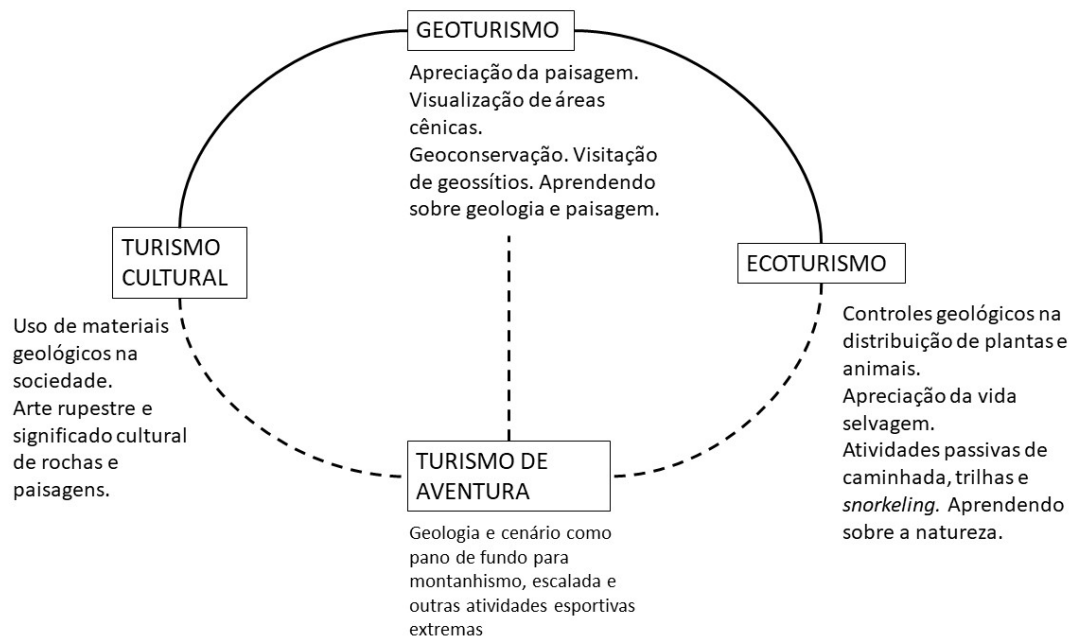 GEOTURISMO
Apreciação da paisagem.
Visualização de áreas
cênicas.
Geoconservação. Visitação
de geossítios. Aprendendo
sobre geologia e paisagem.
TURISMO
CULTURAL
Uso de materiais
geológicos na
sociedade.
Arte rupestre e
significado cultural
de rochas e
paisagens.
ECOTURISMO
Controles geológicos na
distribuição de plantas e
animais.
Apreciação da vida
selvagem.
Atividades passivas de
caminhada, trilhas e
snorkeling. Aprendendo
sobre a natureza.
TURISMO DE
AVENTURA
Geologia e cenário como
pano de fundo para
montanhismo, escalada e
outras atividades esportivas
extremas